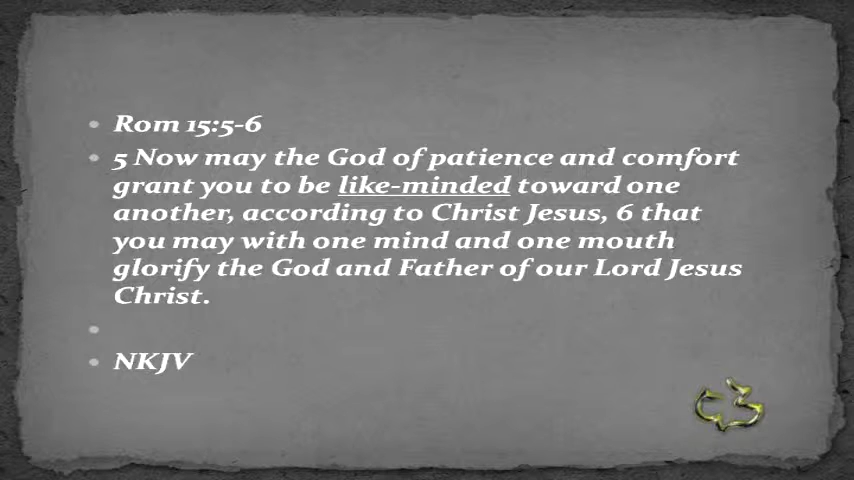 Rom 15:5-6
5 Now may the God of patience and comfort
grant you to be like-minded toward one
another, according to Christ Jesus, 6 that
you may with one mind and one mouth
glorify the God and Father of our Lord Jesus
Christ.
NKJV